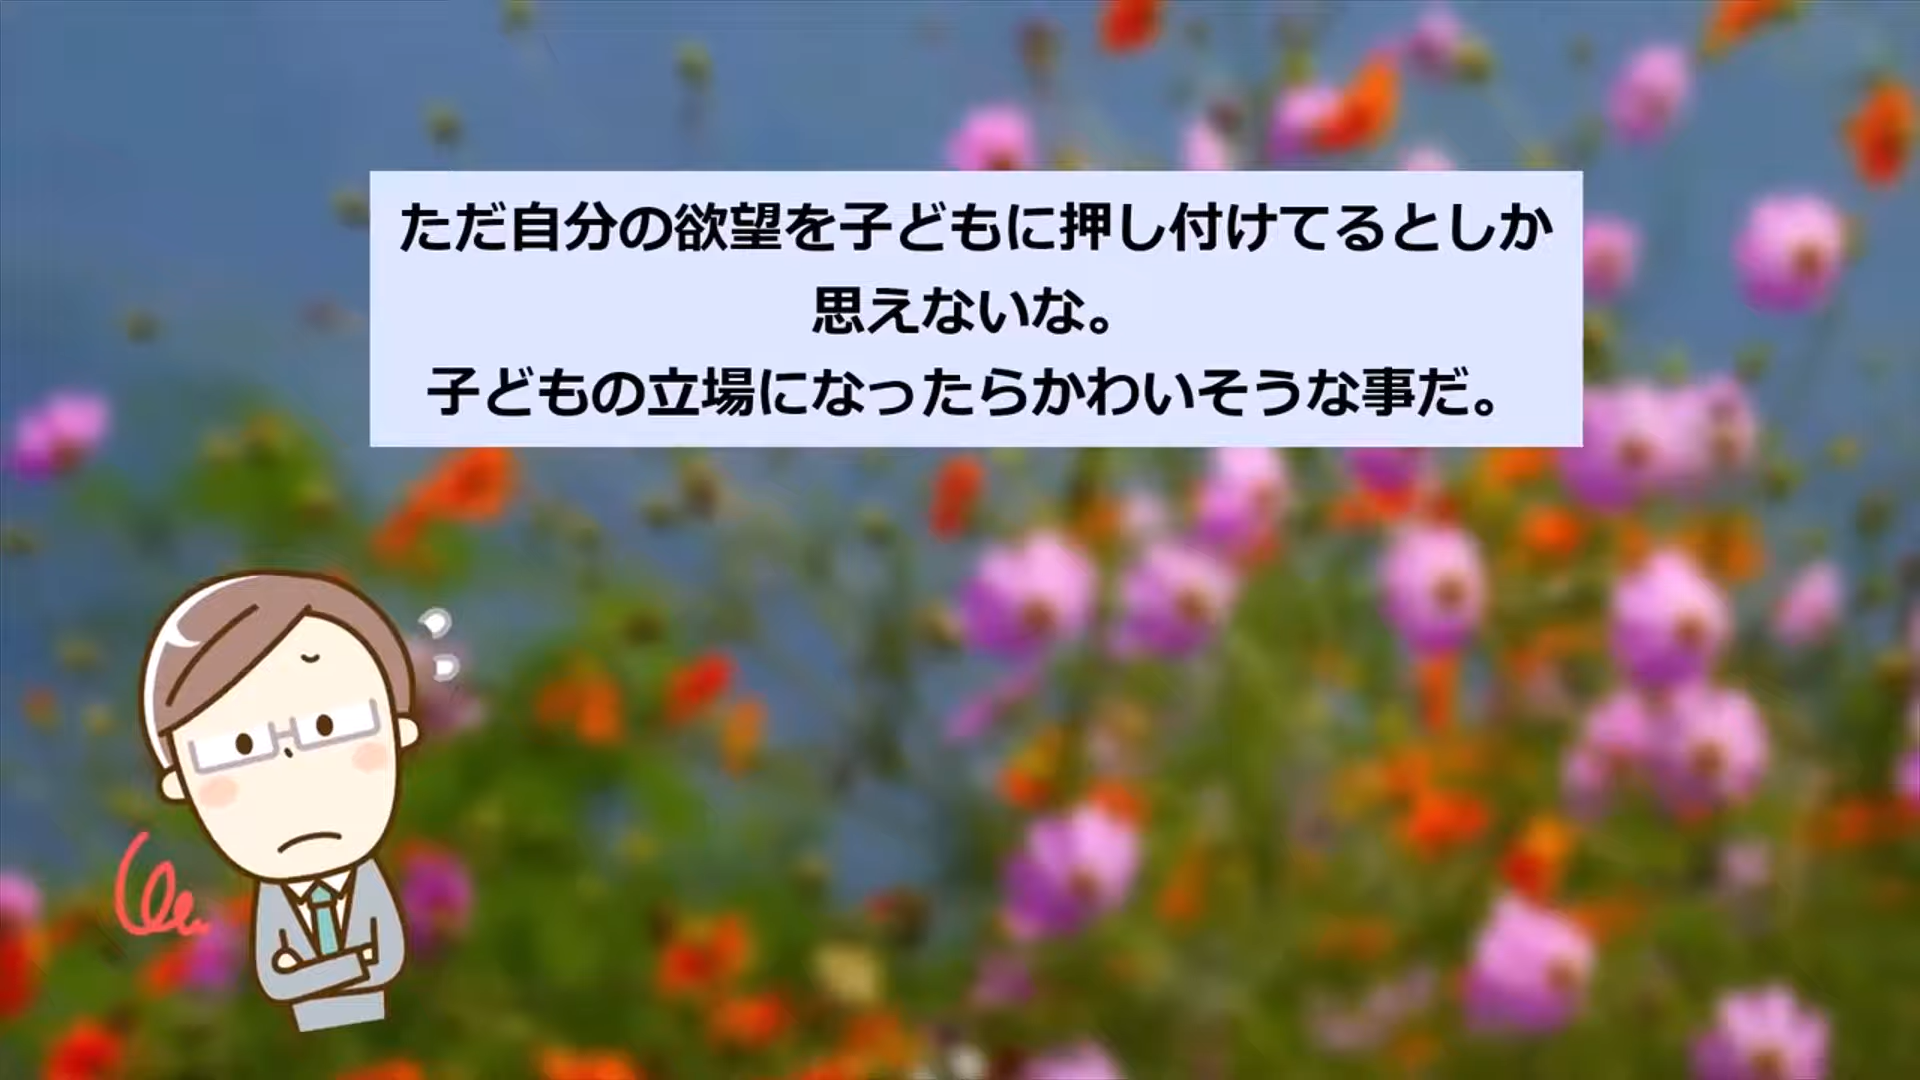 ただ自分の欲望を子どもに押し付けてるとしか
思えないな。
子どもの立場になったらかわいそうな事だ。